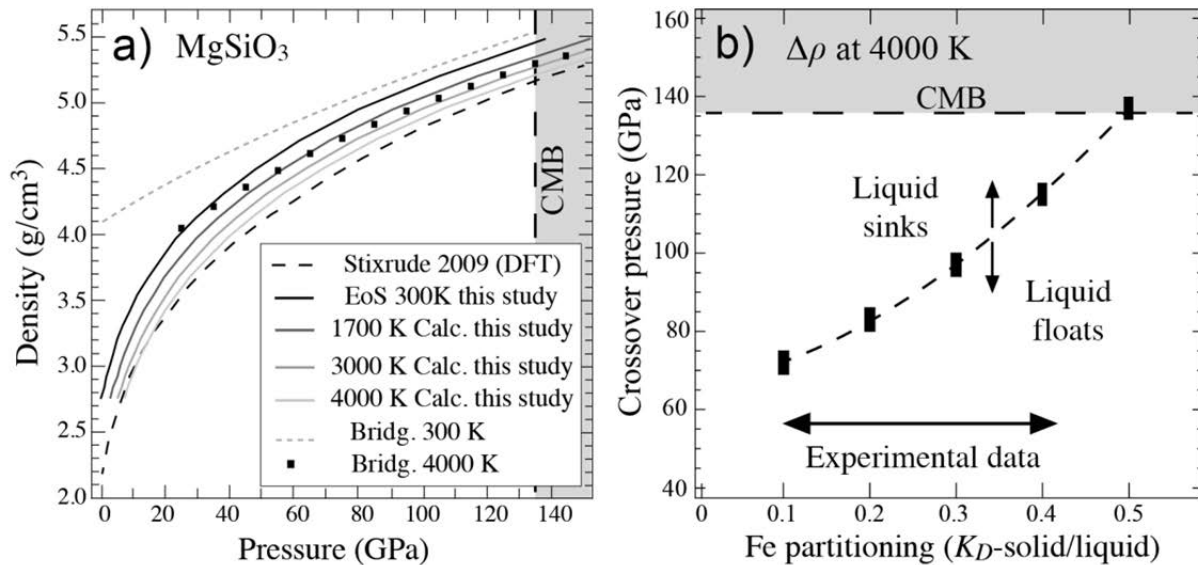 a) MgSiO₃
Density (g/cm³)
5.5
5.0
4.5
4.0
3.5
3.0
2.5
2.0
CMB
Stixrude 2009 (DFT)
EoS 300K this study
1700 K Calc. this study
3000 K Calc. this study
4000 K Calc. this study
Bridg. 300 K
Bridg. 4000 K
0 20 40 60 80 100 120 140
Pressure (GPa)
b) Δρ at 4000 K
Crossover pressure (GPa)
160
140
120
100
80
60
40
CMB
Liquid
sinks
Liquid
floats
Experimental data
0 0.1 0.2 0.3 0.4 0.5
Fe partitioning (K_D-solid/liquid)